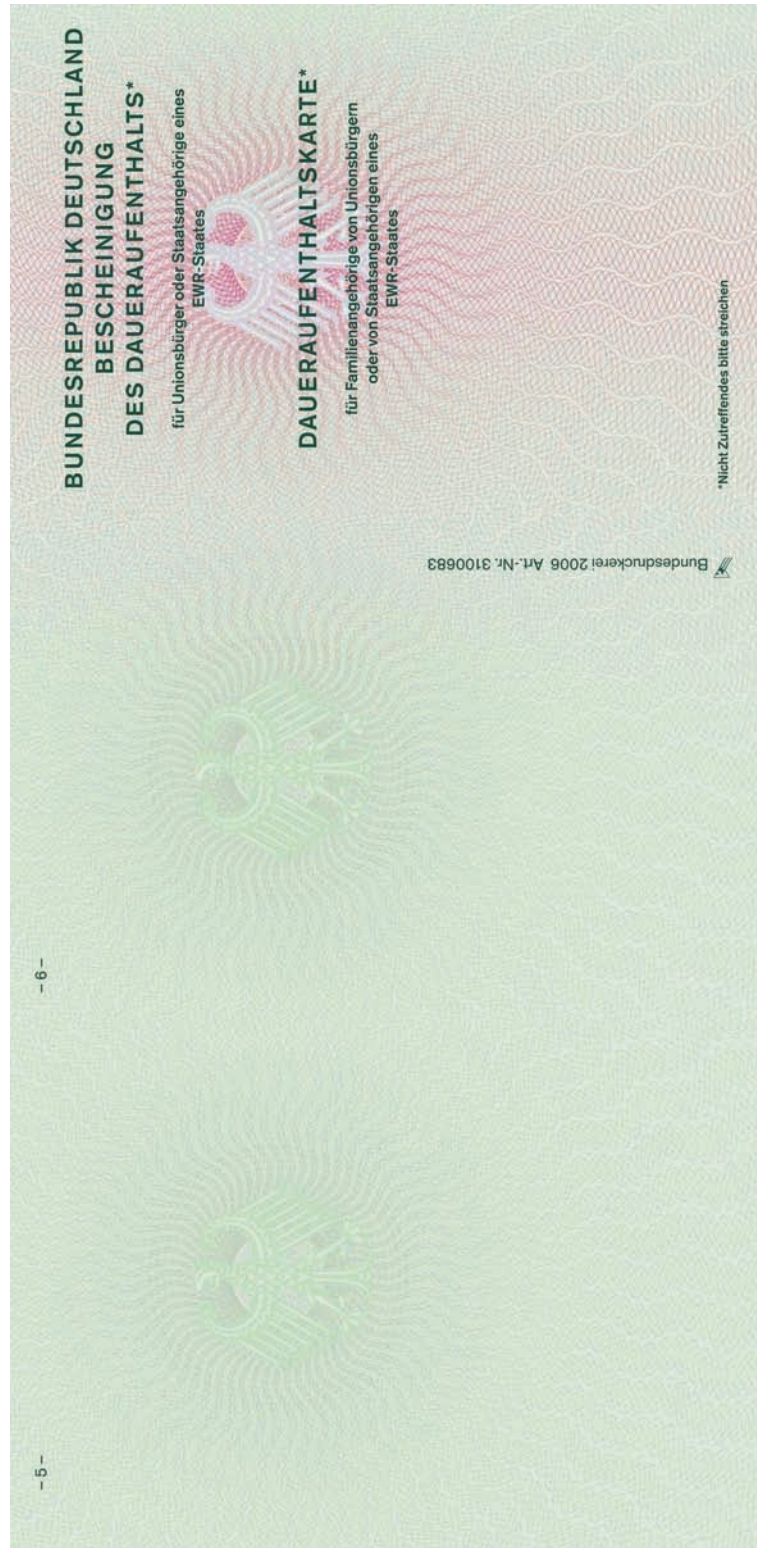 BUNDESREPUBLIK DEUTSCHLAND
BESCHEINIGUNG
DES DAUERAUFENTHALTS*
für Unionsbürger oder Staatsangehörige eines
EWR-Staates
DAUERAUFENTHALTSKARTE*
für Familienangehörige von Unionsbürgern
oder von Staatsangehörigen eines
EWR-Staates
*Nicht Zutreffendes bitte streichen
Bundesdruckerei 2006 Art.-Nr. 3100683
– 6 –
– 5 –